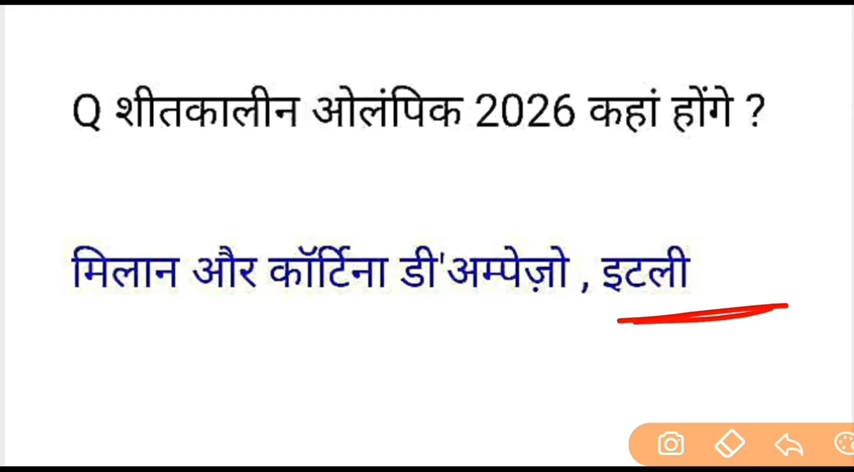 Q शीतकालीन ओलंपिक 2026 कहां होंगे ?
मिलान और कॉर्टिना डी'अम्पेज़ो , इटली